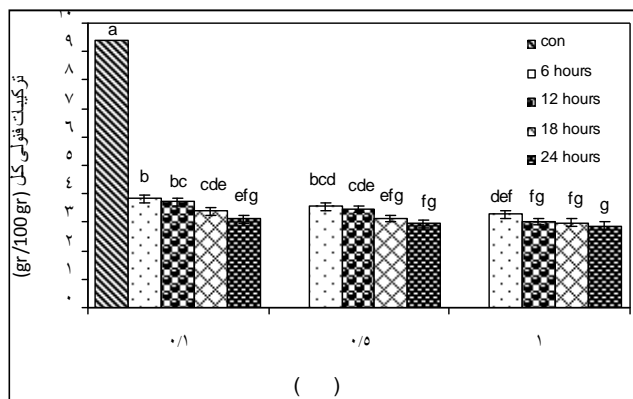 ۱۰
۹
۸
۷
۶
۵
۴
۳
۲
۱
۰
ترکیبات فنولی کل (gr/100 gr)
a
b bc cde efg
bcd cde efg fg
def fg fg g
con
6 hours
12 hours
18 hours
24 hours
۰/۱ ۰/۵ ۱
( )